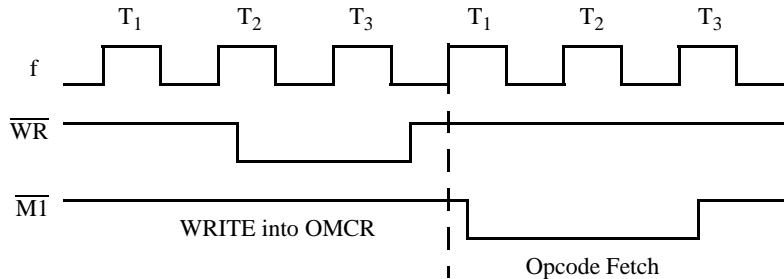 T1 T2 T3 T1 T2 T3
f
WR
M1
WRITE into OMCR
Opcode Fetch